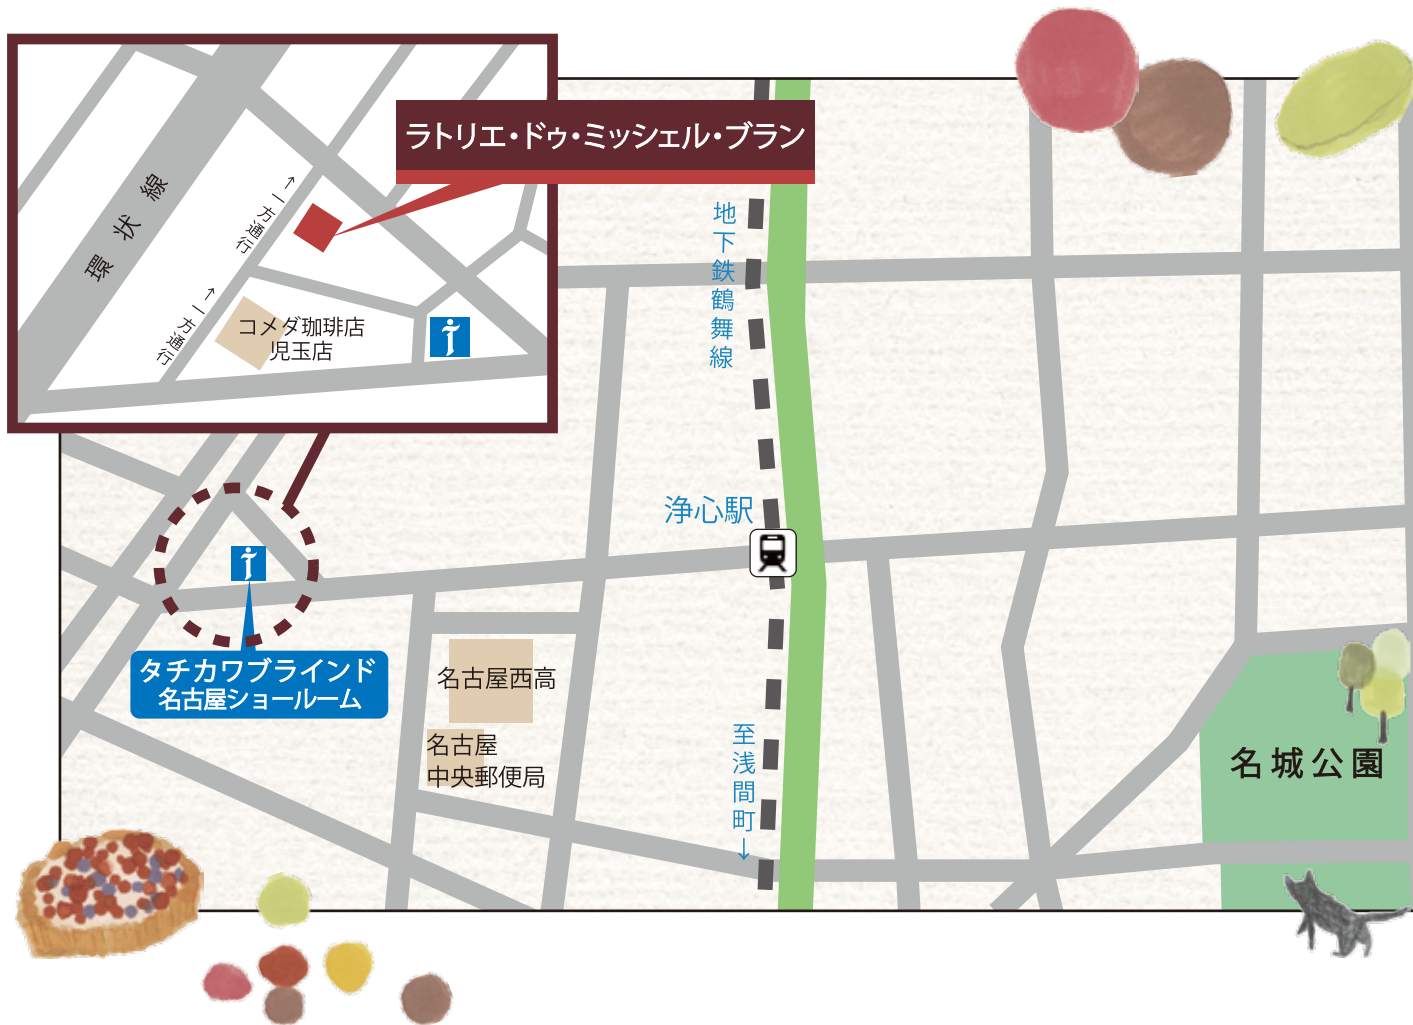 ラトリエ・ドゥ・ミッシェル・ブラン
環状線
←一方通行
←一方通行
コメダ珈琲店
児玉店
地下鉄鶴舞線
浄心駅
タチカワブラインド
名古屋ショールーム
名古屋西高
名古屋
中央郵便局
至浅間町→
名城公園